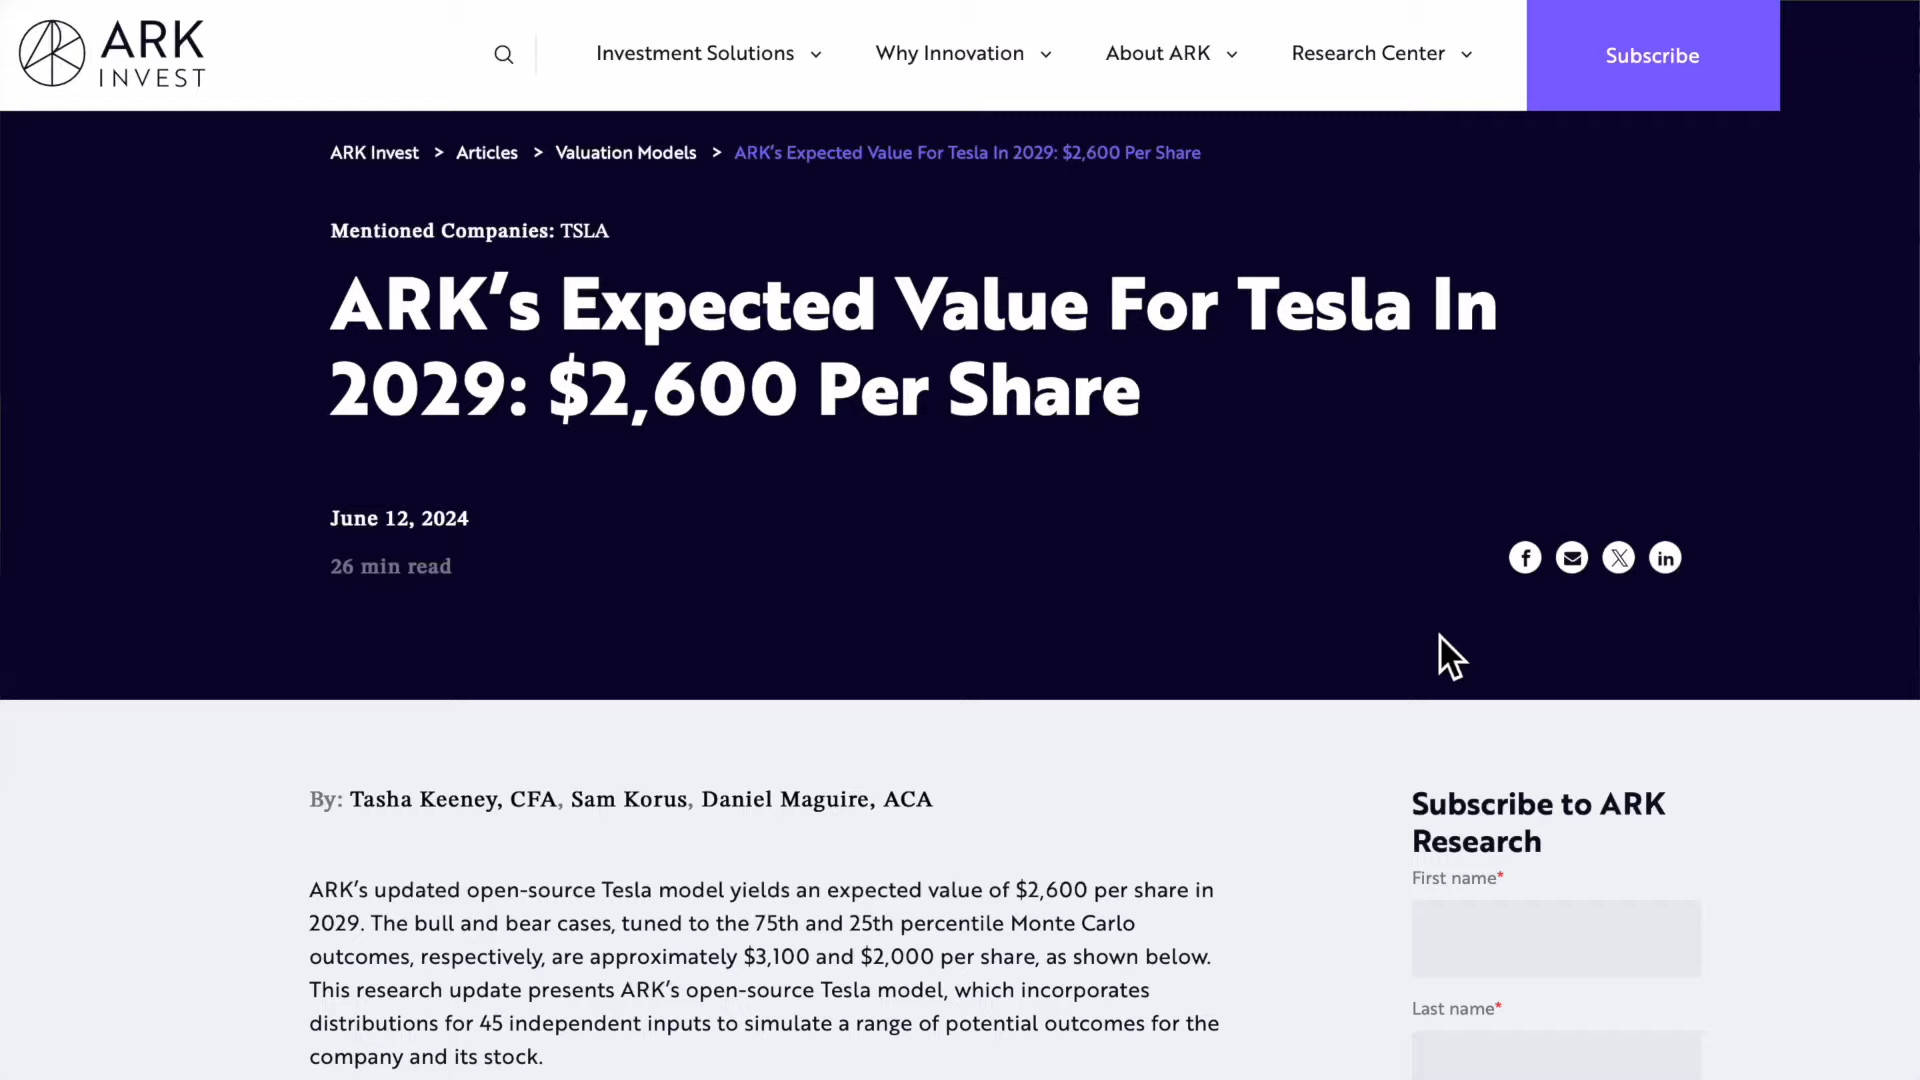 ARK
INVEST
Investment Solutions
Why Innovation
About ARK
Research Center
Subscribe
ARK Invest > Articles > Valuation Models > ARK’s Expected Value For Tesla In 2029: $2,600 Per Share
Mentioned Companies: TSLA
ARK’s Expected Value For Tesla In
2029: $2,600 Per Share
June 12, 2024
26 min read
By: Tasha Keeney, CFA, Sam Korus, Daniel Maguire, ACA
ARK’s updated open-source Tesla model yields an expected value of $2,600 per share in
2029. The bull and bear cases, tuned to the 75th and 25th percentile Monte Carlo
outcomes, respectively, are approximately $3,100 and $2,000 per share, as shown below.
This research update presents ARK’s open-source Tesla model, which incorporates
distributions for 45 independent inputs to simulate a range of potential outcomes for the
company and its stock.
Subscribe to ARK
Research
First name*
Last name*